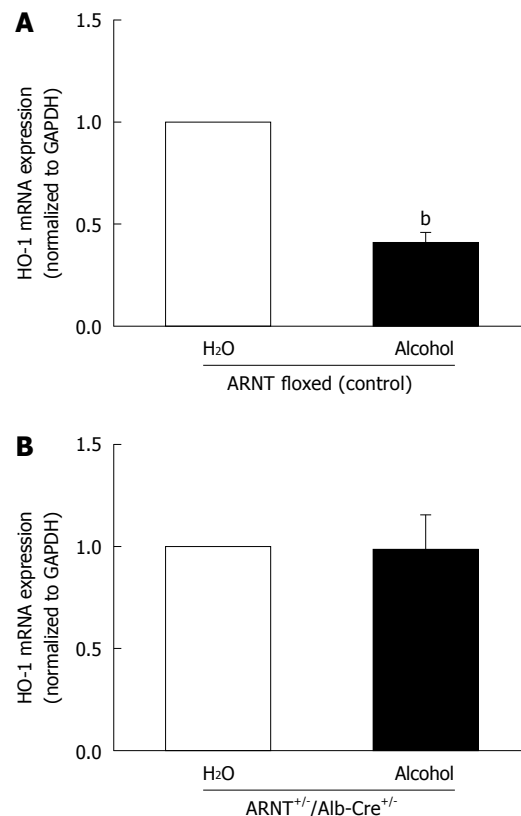 A
HO-1 mRNA expression
(normalized to GAPDH)
1.5
1.0
0.5
0.0
b
H₂O Alcohol
ARNT floxed (control)
B
HO-1 mRNA expression
(normalized to GAPDH)
1.5
1.0
0.5
0.0
H₂O Alcohol
ARNT⁺/⁻/Alb-Cre⁺/⁻